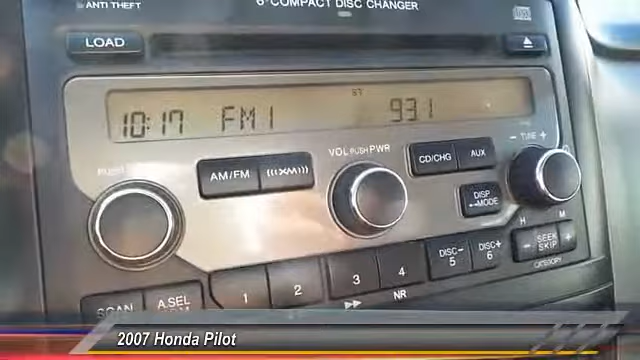 ANTI THEFT
6-COMPACT DISC CHANGER
LOAD
ST
10:17 FM1 93.1
PUSH
VOL PUSH PWR
TUNE
AM/FM ((XM))
CD/CHG AUX
DISP
MODE
H M
SEEK
SKIP
CATEGORY
DISC- 5
DISC+ 6
1 2 3 4
NR
SCAN A.SEL
2007 Honda Pilot